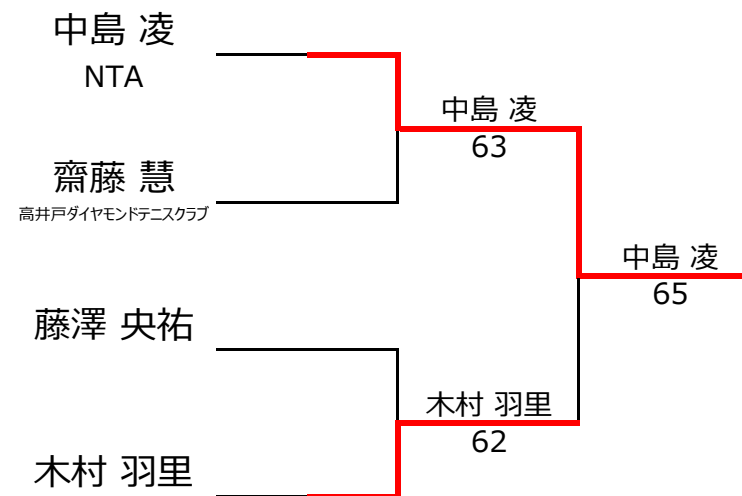 中島 凌
NTA
中島 凌
63
齋藤 慧
高井戸ダイヤモンドテニスクラブ
中島 凌
65
藤澤 央祐
木村 羽里
62
木村 羽里